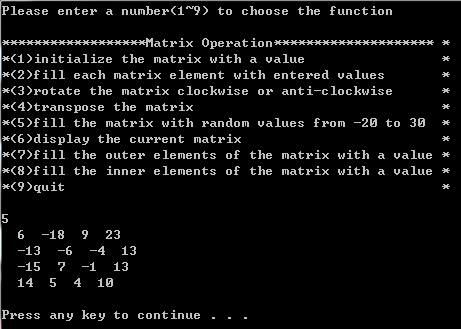 Please enter a number(1~9) to choose the function
******************Matrix Operation******************* *
*(1)initialize the matrix with a value *
*(2)fill each matrix element with entered values *
*(3)rotate the matrix clockwise or anti-clockwise *
*(4)transpose the matrix *
*(5)fill the matrix with random values from -20 to 30 *
*(6)display the current matrix *
*(7)fill the outer elements of the matrix with a value *
*(8)fill the inner elements of the matrix with a value *
*(9)quit *
5
6 -18 9 23
-13 -6 -4 13
-15 7 -1 13
14 5 4 10
Press any key to continue . . .